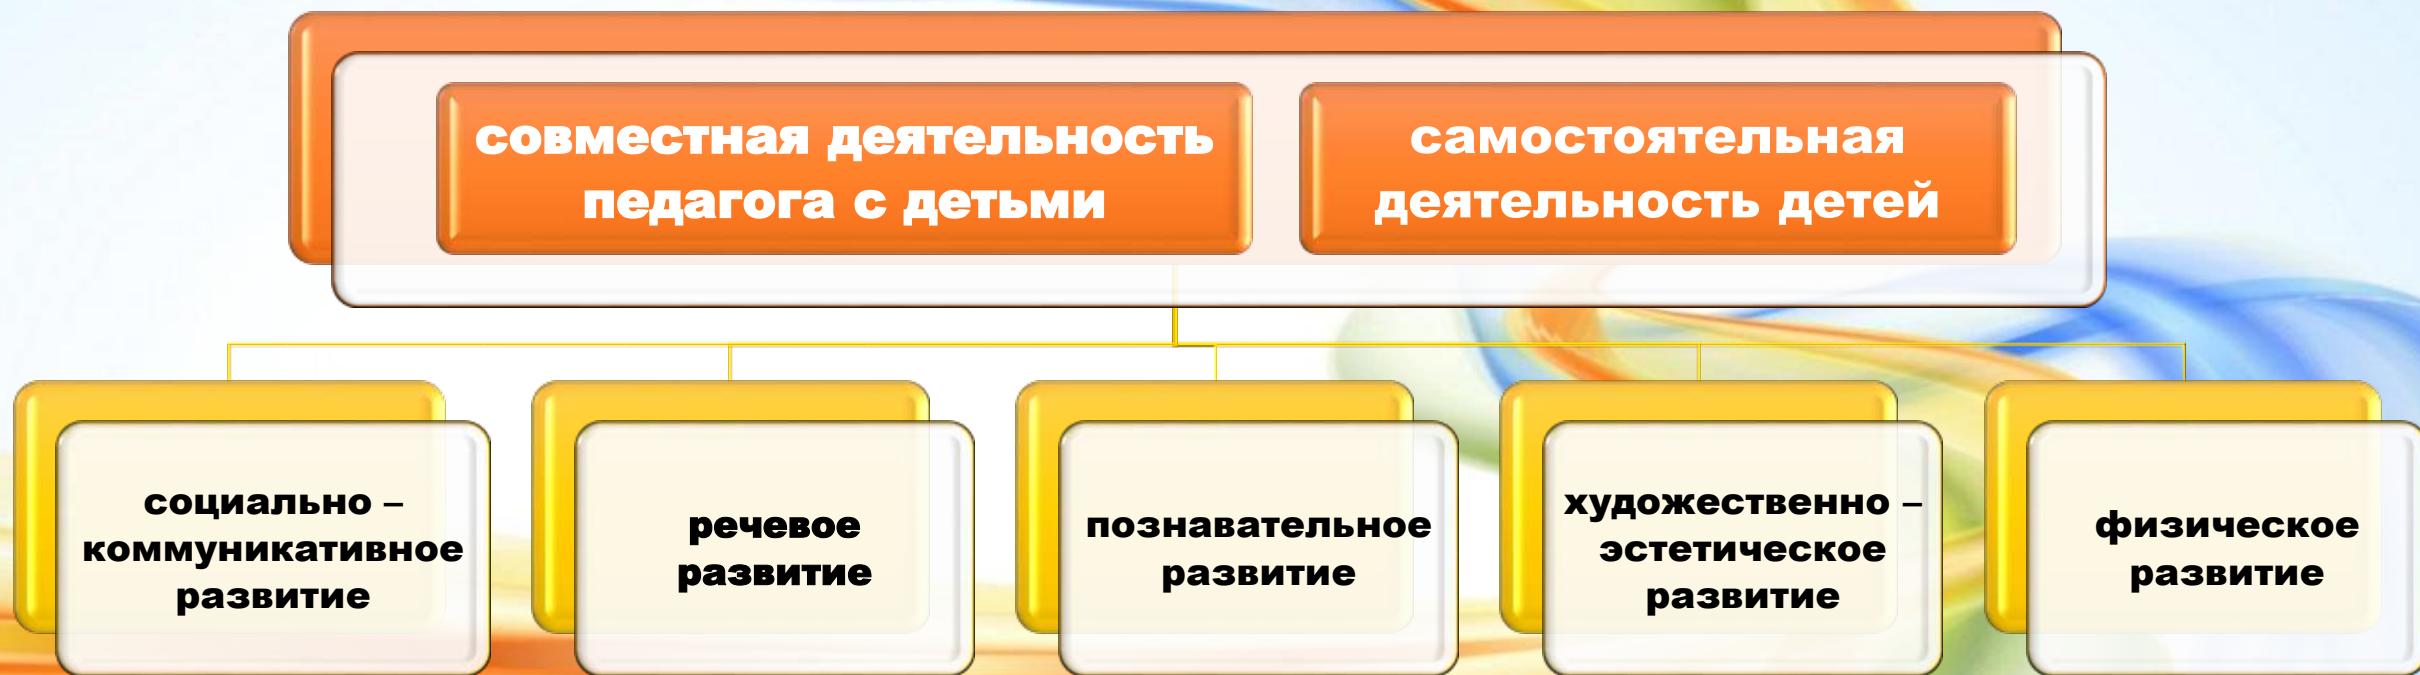 совместная деятельность
педагога с детьми
самостоятельная
деятельность детей
социально –
коммуникативное
развитие
речевое
развитие
познавательное
развитие
художественно –
эстетическое
развитие
физическое
развитие